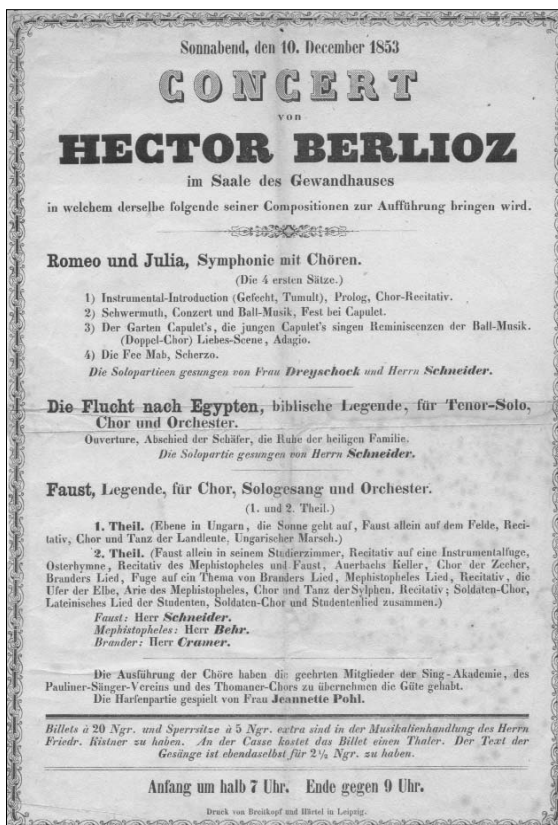 Sonnabend, den 10. December 1853
CONCERT
von
HECTOR BERLIOZ
im Saale des Gewandhauses
in welchem derselbe folgende seiner Compositionen zur Aufführung bringen wird.
Romeo und Julia, Symphonie mit Chören.
(Die 4 ersten Sätze.)
1) Instrumental-Introduction (Gefecht, Tumult), Prolog, Chor-Recitativ.
2) Schwermuth, Conzert und Ball-Musik, Fest bei Capulet.
3) Der Garten Capulet's, die jungen Capulet's singen Reminiscenzen der Ball-Musik.
(Doppel-Chor) Liebes-Scene, Adagio.
4) Die Fee Mab, Scherzo.
Die Solopartieen gesungen von Frau Dreyschock und Herrn Schneider.
Die Flucht nach Egypten, biblische Legende, für Tenor-Solo,
Chor und Orchester.
Ouverture, Abschied der Schäfer, die Ruhe der heiligen Familie.
Die Solopartie gesungen von Herrn Schneider.
Faust, Legende, für Chor, Sologesang und Orchester.
(1. und 2. Theil.)
1. Theil. (Ebene in Ungarn, die Sonne geht auf, Faust allein auf dem Felde, Reci-
tativ, Chor und Tanz der Landleute, Ungarischer Marsch.)
2. Theil. (Faust allein in seinem Studierzimmer, Recitativ auf eine Instrumentalfuge,
Osterhymne, Recitativ des Mephistopheles und Faust, Auerbachs Keller, Chor der Zecher,
Branders Lied, Fuge auf ein Thema von Branders Lied, Mephistopheles Lied, Recitativ, die
Ufer der Elbe, Arie des Mephistopheles, Chor und Tanz der Sylphen. Recitativ; Soldaten-Chor,
Lateinisches Lied der Studenten, Soldaten-Chor und Studentenlied zusammen.)
Faust: Herr Schneider.
Mephistopheles: Herr Behr.
Brander: Herr Cramer.
Die Ausführung der Chöre haben die geehrten Mitglieder der Sing-Akademie, des
Pauliner-Sänger-Vereins und des Thomaner-Chors zu übernehmen die Güte gehabt.
Die Harfenpartie gespielt von Frau Jeannette Pohl.
Billets à 20 Ngr. und Sperrsitze à 5 Ngr. extra sind in der Musikalienhandlung des Herrn
Friedr. Kistner zu haben. An der Casse kostet das Billet einen Thaler. Der Text der
Gesänge ist ebendaselbst für 2½ Ngr. zu haben.
Anfang um halb 7 Uhr. Ende gegen 9 Uhr.
Druck von Breitkopf und Härtel in Leipzig.